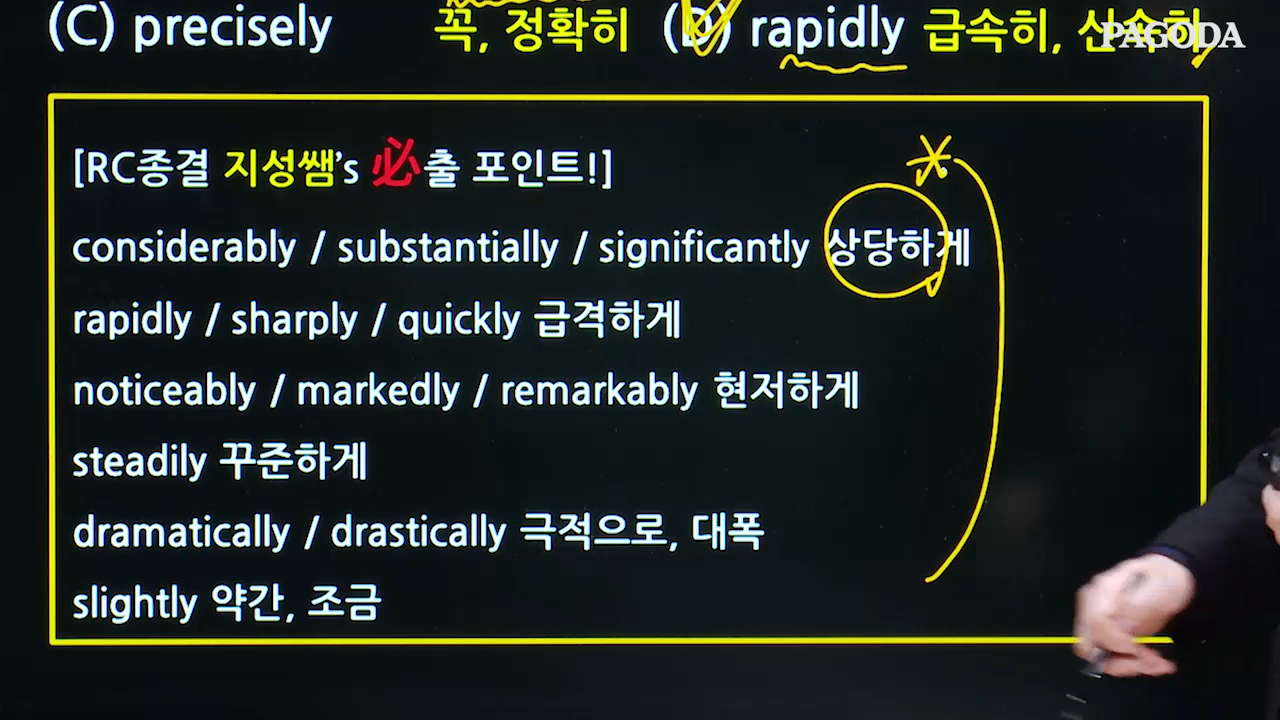 (C) precisely 꼭, 정확히 (D) rapidly 급속히, 신속히
PAGODA
[RC종결 지성쌤's 必출 포인트!]
considerably / substantially / significantly 상당하게
rapidly / sharply / quickly 급격하게
noticeably / markedly / remarkably 현저하게
steadily 꾸준하게
dramatically / drastically 극적으로, 대폭
slightly 약간, 조금